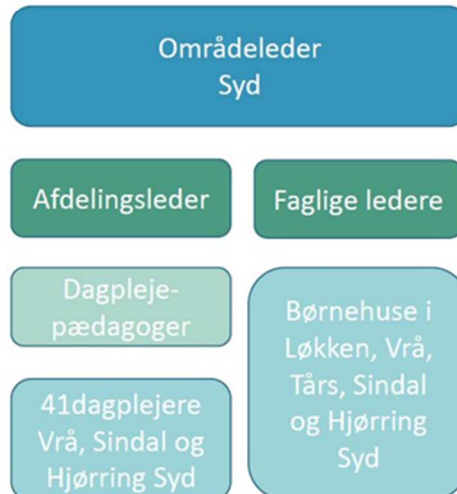 Områdeleder
Syd
Afdelingsleder
Faglige ledere
Dagpleje-
pædagoger
41dagplejere
Vrå, Sindal og
Hjørring Syd
Børnehuse i
Løkken, Vrå,
Tårs, Sindal
og Hjørring
Syd